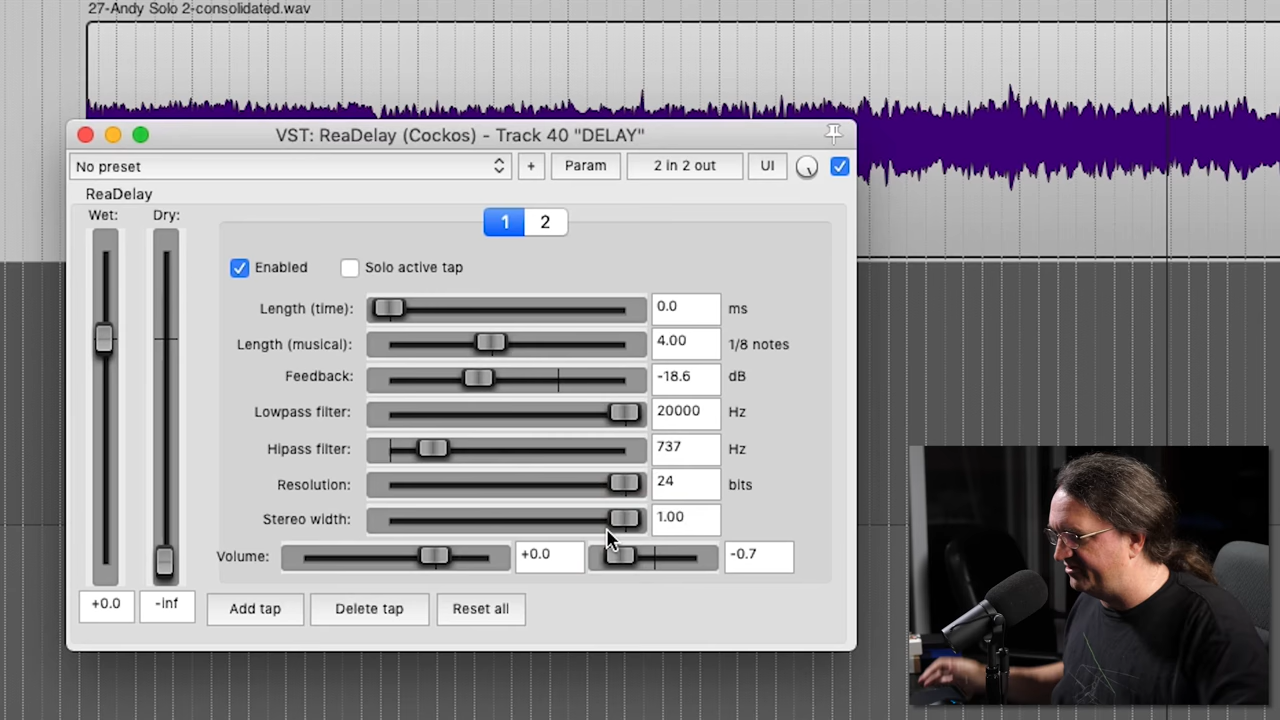 27-Andy Solo 2-consolidated.wav
VST: ReaDelay (Cockos) - Track 40 "DELAY"
No preset + Param 2 in 2 out UI
ReaDelay
Wet: Dry:
1 2
Enabled Solo active tap
Length (time): 0.0 ms
Length (musical): 4.00 1/8 notes
Feedback: -18.6 dB
Lowpass filter: 20000 Hz
Hipass filter: 737 Hz
Resolution: 24 bits
Stereo width: 1.00
Volume: +0.0 -0.7
+0.0 -inf Add tap Delete tap Reset all